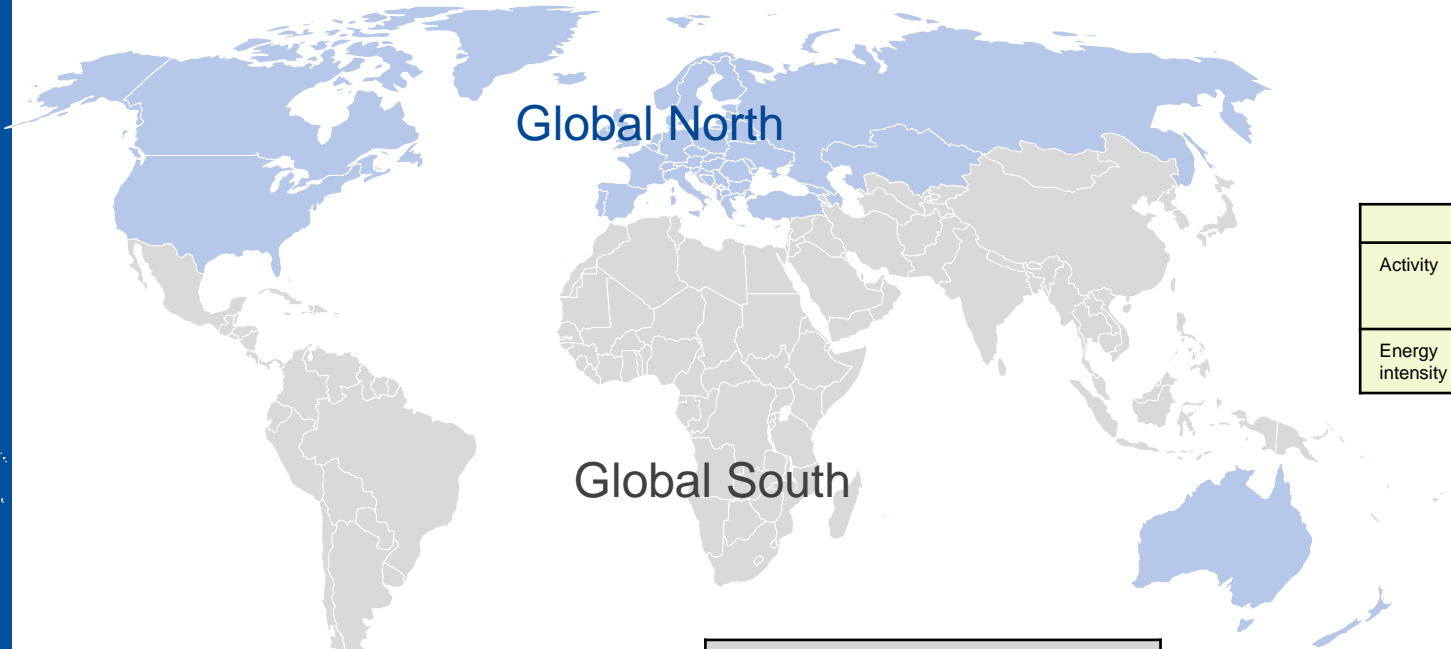 Global North
Activity
Energy
intensity
Global South